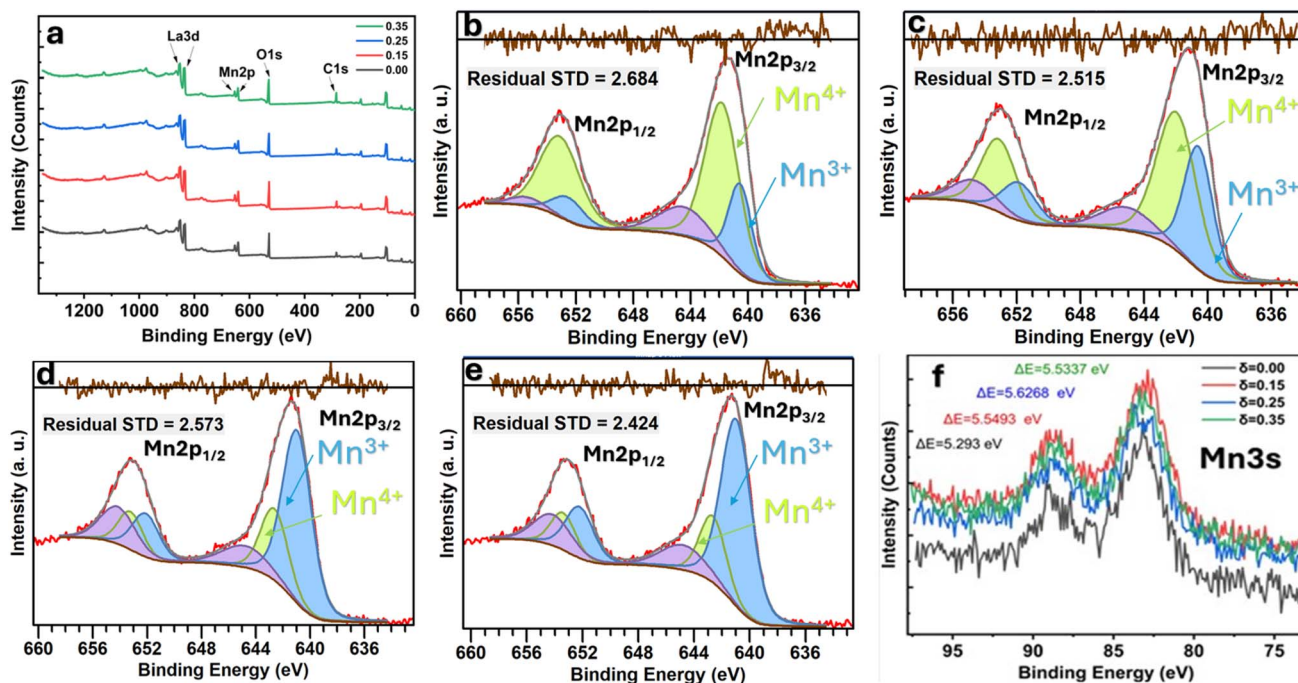 a
0.35
0.25
0.15
0.00
La3d
Mn2p
O1s
C1s
Intensity (Counts)
1200 1000 800 600 400 200 0
Binding Energy (eV)
b
Residual STD = 2.684
Mn2p3/2
Mn4+
Mn2p1/2
Mn3+
Intensity (a. u.)
660 656 652 648 644 640 636
Binding Energy (eV)
c
Residual STD = 2.515
Mn2p3/2
Mn4+
Mn2p1/2
Mn3+
Intensity (a. u.)
656 652 648 644 640 636
Binding Energy (eV)
d
Residual STD = 2.573
Mn2p3/2
Mn2p1/2
Mn3+
Mn4+
Intensity (a. u.)
660 656 652 648 644 640 636
Binding Energy (eV)
e
Residual STD = 2.424
Mn2p3/2
Mn2p1/2
Mn3+
Mn4+
Intensity (a. u.)
660 656 652 648 644 640 636
Binding Energy (eV)
f
ΔE=5.5337 eV
ΔE=5.6268 eV
ΔE=5.5493 eV
ΔE=5.293 eV
δ=0.00
δ=0.15
δ=0.25
δ=0.35
Mn3s
Intensity (Counts)
95 90 85 80 75
Binding Energy (eV)